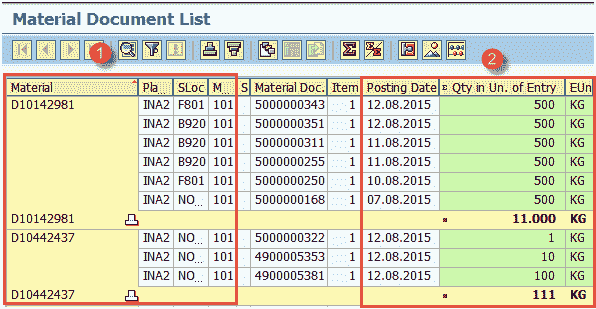 Material Document List
1
2
Material Pla... SLoc M... S Material Doc. Item Posting Date Qty in Un. of Entry EUn
D10142981 INA2 F801 101 5000000343 1 12.08.2015 500 KG
INA2 B920 101 5000000351 1 12.08.2015 500 KG
INA2 B920 101 5000000311 1 11.08.2015 500 KG
INA2 B920 101 5000000255 1 11.08.2015 500 KG
INA2 F801 101 5000000250 1 10.08.2015 500 KG
INA2 NO... 101 5000000168 1 07.08.2015 500 KG
D10142981 11.000 KG
D10442437 INA2 NO... 101 5000000322 1 12.08.2015 1 KG
INA2 NO... 101 4900005353 1 12.08.2015 10 KG
INA2 NO... 101 4900005381 1 12.08.2015 100 KG
D10442437 111 KG